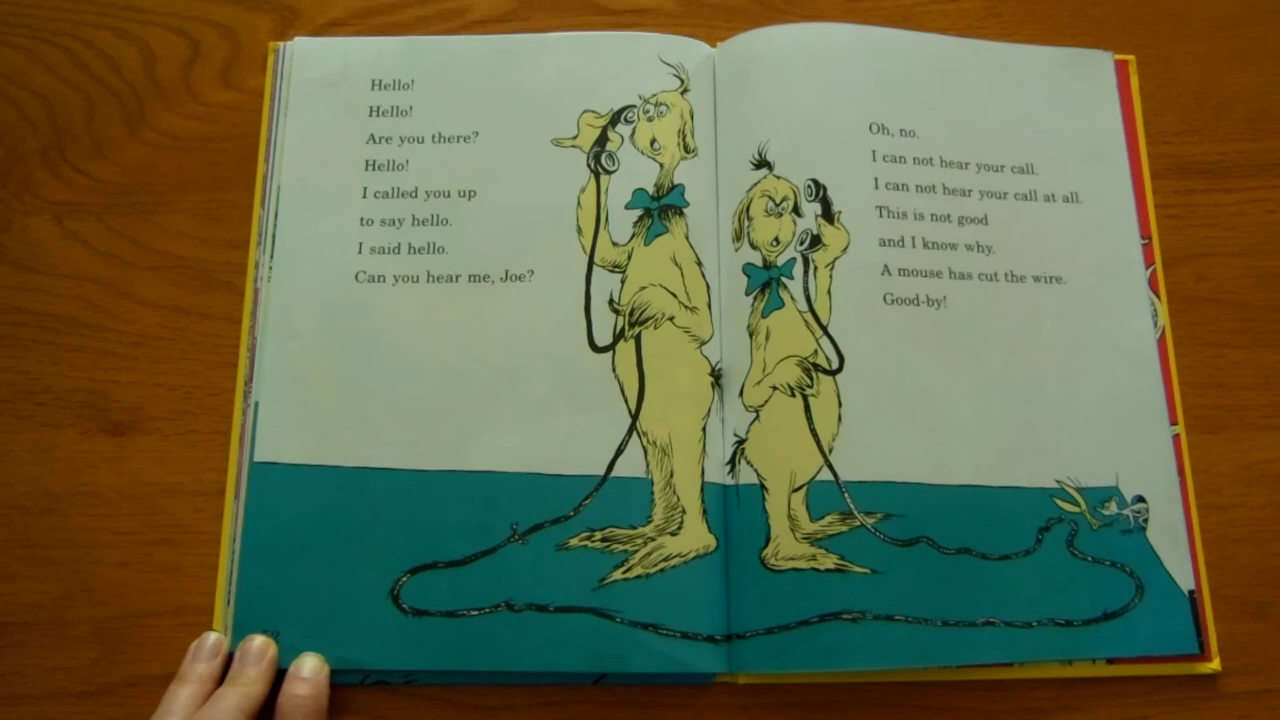 Hello!
Hello!
Are you there?
Hello!
I called you up
to say hello.
I said hello.
Can you hear me, Joe?
Oh, no.
I can not hear your call.
I can not hear your call at all.
This is not good
and I know why.
A mouse has cut the wire.
Good-by!